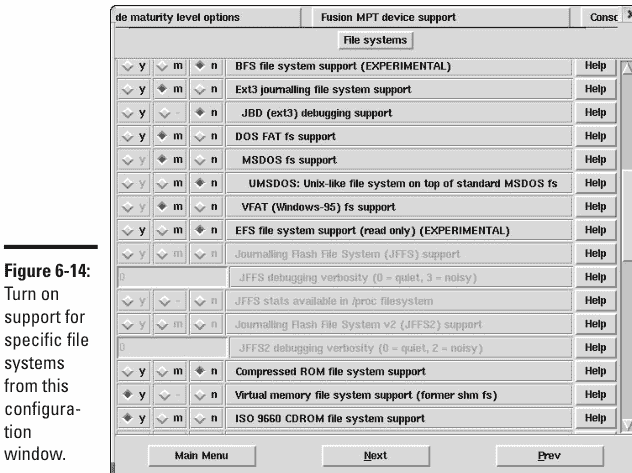 de maturity level options Fusion MPT device support Consc
File systems
y m n BFS file system support (EXPERIMENTAL) Help
y m n Ext3 journalling file system support Help
y - n JBD (ext3) debugging support Help
y m n DOS FAT fs support Help
y m n MSDOS fs support Help
y m n UMSDOS: Unix-like file system on top of standard MSDOS fs Help
y m n VFAT (Windows-95) fs support Help
y m n EFS file system support (read only) (EXPERIMENTAL) Help
y m n Journalling Flash File System (JFFS) support Help
0 JFFS debugging verbosity (0 = quiet, 3 = noisy) Help
y - n JFFS stats available in /proc filesystem Help
y m n Journalling Flash File System v2 (JFFS2) support Help
0 JFFS2 debugging verbosity (0 = quiet, 2 = noisy) Help
y m n Compressed ROM file system support Help
y - n Virtual memory file system support (former shm fs) Help
y m n ISO 9660 CDROM file system support Help
Main Menu Next Prev
Figure 6-14:
Turn on
support for
specific file
systems
from this
configura-
tion
window.